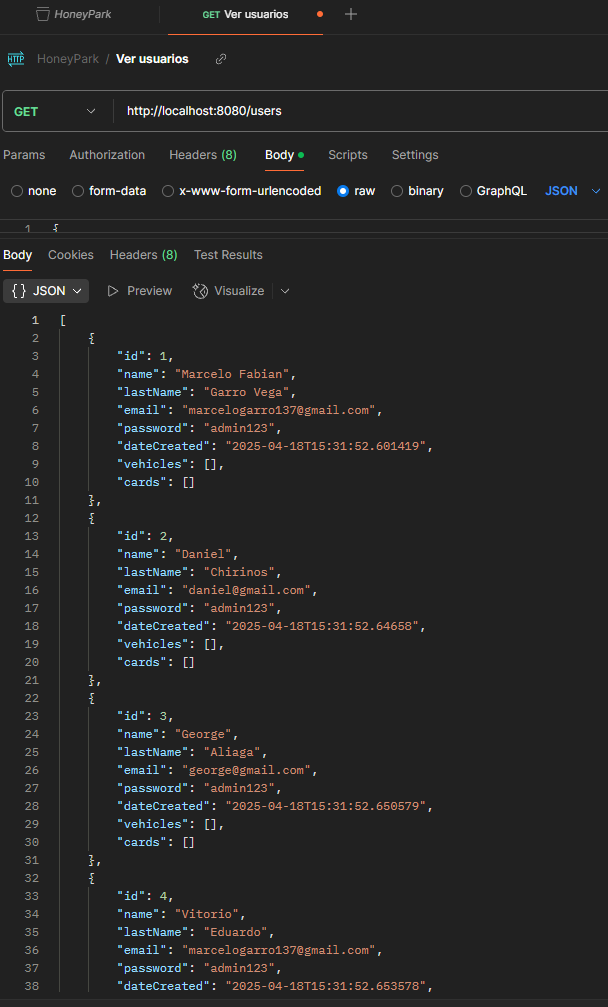 HoneyPark GET Ver usuarios
HTTP HoneyPark / Ver usuarios
GET http://localhost:8080/users
Params Authorization Headers (8) Body Scripts Settings
none form-data x-www-form-urlencoded raw binary GraphQL JSON
1 {
Body Cookies Headers (8) Test Results
{} JSON Preview Visualize
1 [
2 {
3 "id": 1,
4 "name": "Marcelo Fabian",
5 "lastName": "Garro Vega",
6 "email": "marcelogarro137@gmail.com",
7 "password": "admin123",
8 "dateCreated": "2025-04-18T15:31:52.601419",
9 "vehicles": [],
10 "cards": []
11 },
12 {
13 "id": 2,
14 "name": "Daniel",
15 "lastName": "Chirinos",
16 "email": "daniel@gmail.com",
17 "password": "admin123",
18 "dateCreated": "2025-04-18T15:31:52.64658",
19 "vehicles": [],
20 "cards": []
21 },
22 {
23 "id": 3,
24 "name": "George",
25 "lastName": "Aliaga",
26 "email": "george@gmail.com",
27 "password": "admin123",
28 "dateCreated": "2025-04-18T15:31:52.650579",
29 "vehicles": [],
30 "cards": []
31 },
32 {
33 "id": 4,
34 "name": "Vitorio",
35 "lastName": "Eduardo",
36 "email": "marcelogarro137@gmail.com",
37 "password": "admin123",
38 "dateCreated": "2025-04-18T15:31:52.653578",